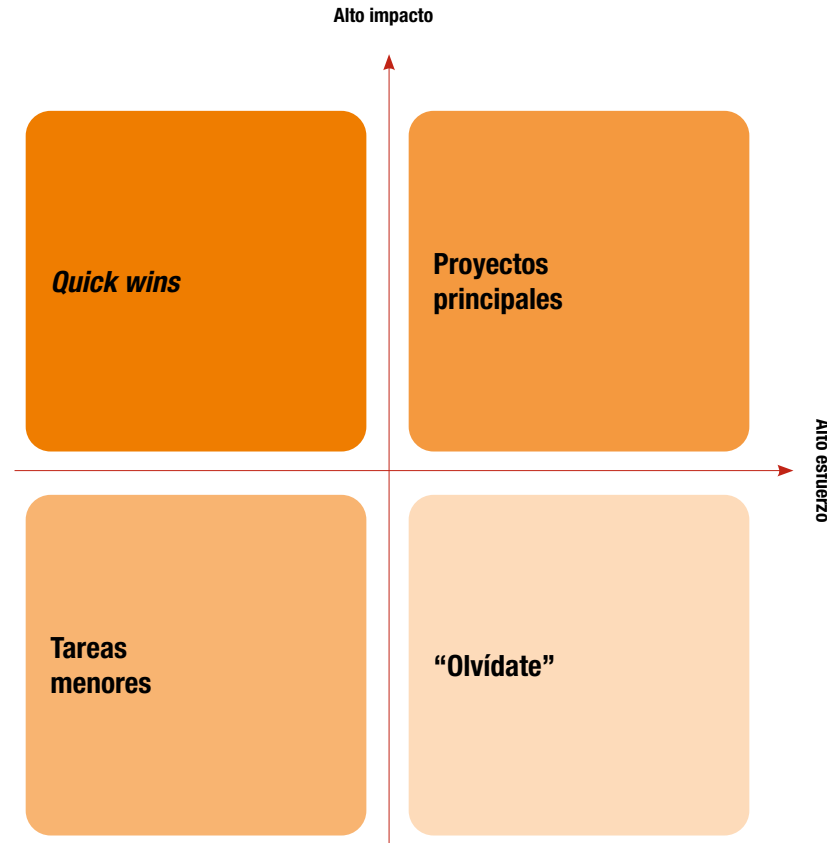 Alto impacto
Quick wins
Proyectos
principales
Alto esfuerzo
Tareas
menores
“Olvídate”